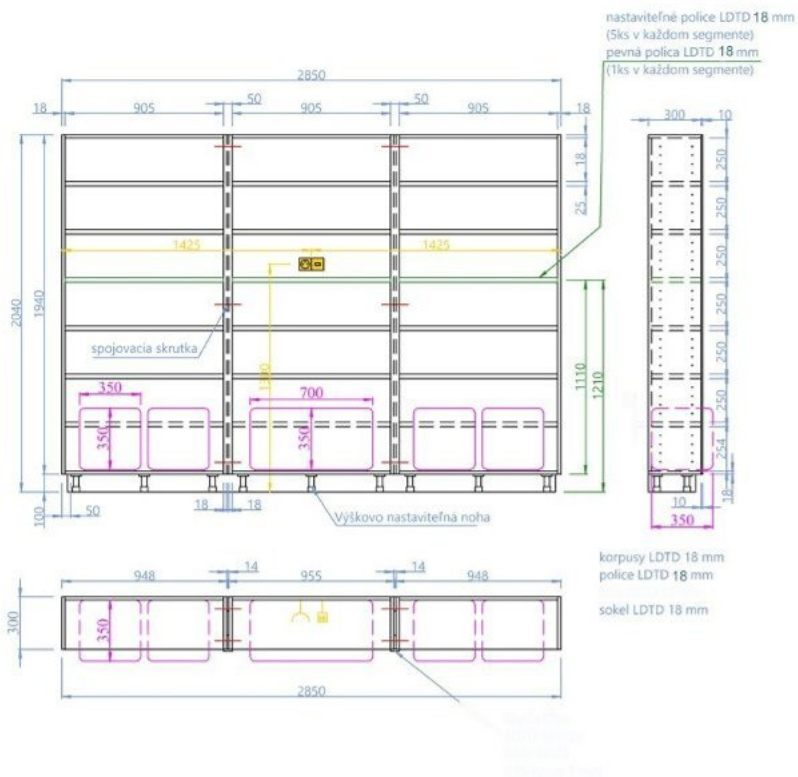 nastaviteľné police LDTD 18 mm
(5ks v každom segmente)
pevná polica LDTD 18 mm
(1ks v každom segmente)
2850
18 905 50 905 50 905 18
300 10
18
25
250
250
250
250
250
250
254
18
1425 1425
2040
1940
1300
1110
1210
spojovacia skrutka
350
350
700
350
100
50
18 18
Výškovo nastaviteľná noha
10
350
korpusy LDTD 18 mm
police LDTD 18 mm
sokel LDTD 18 mm
948 14 955 14 948
300
350
2850